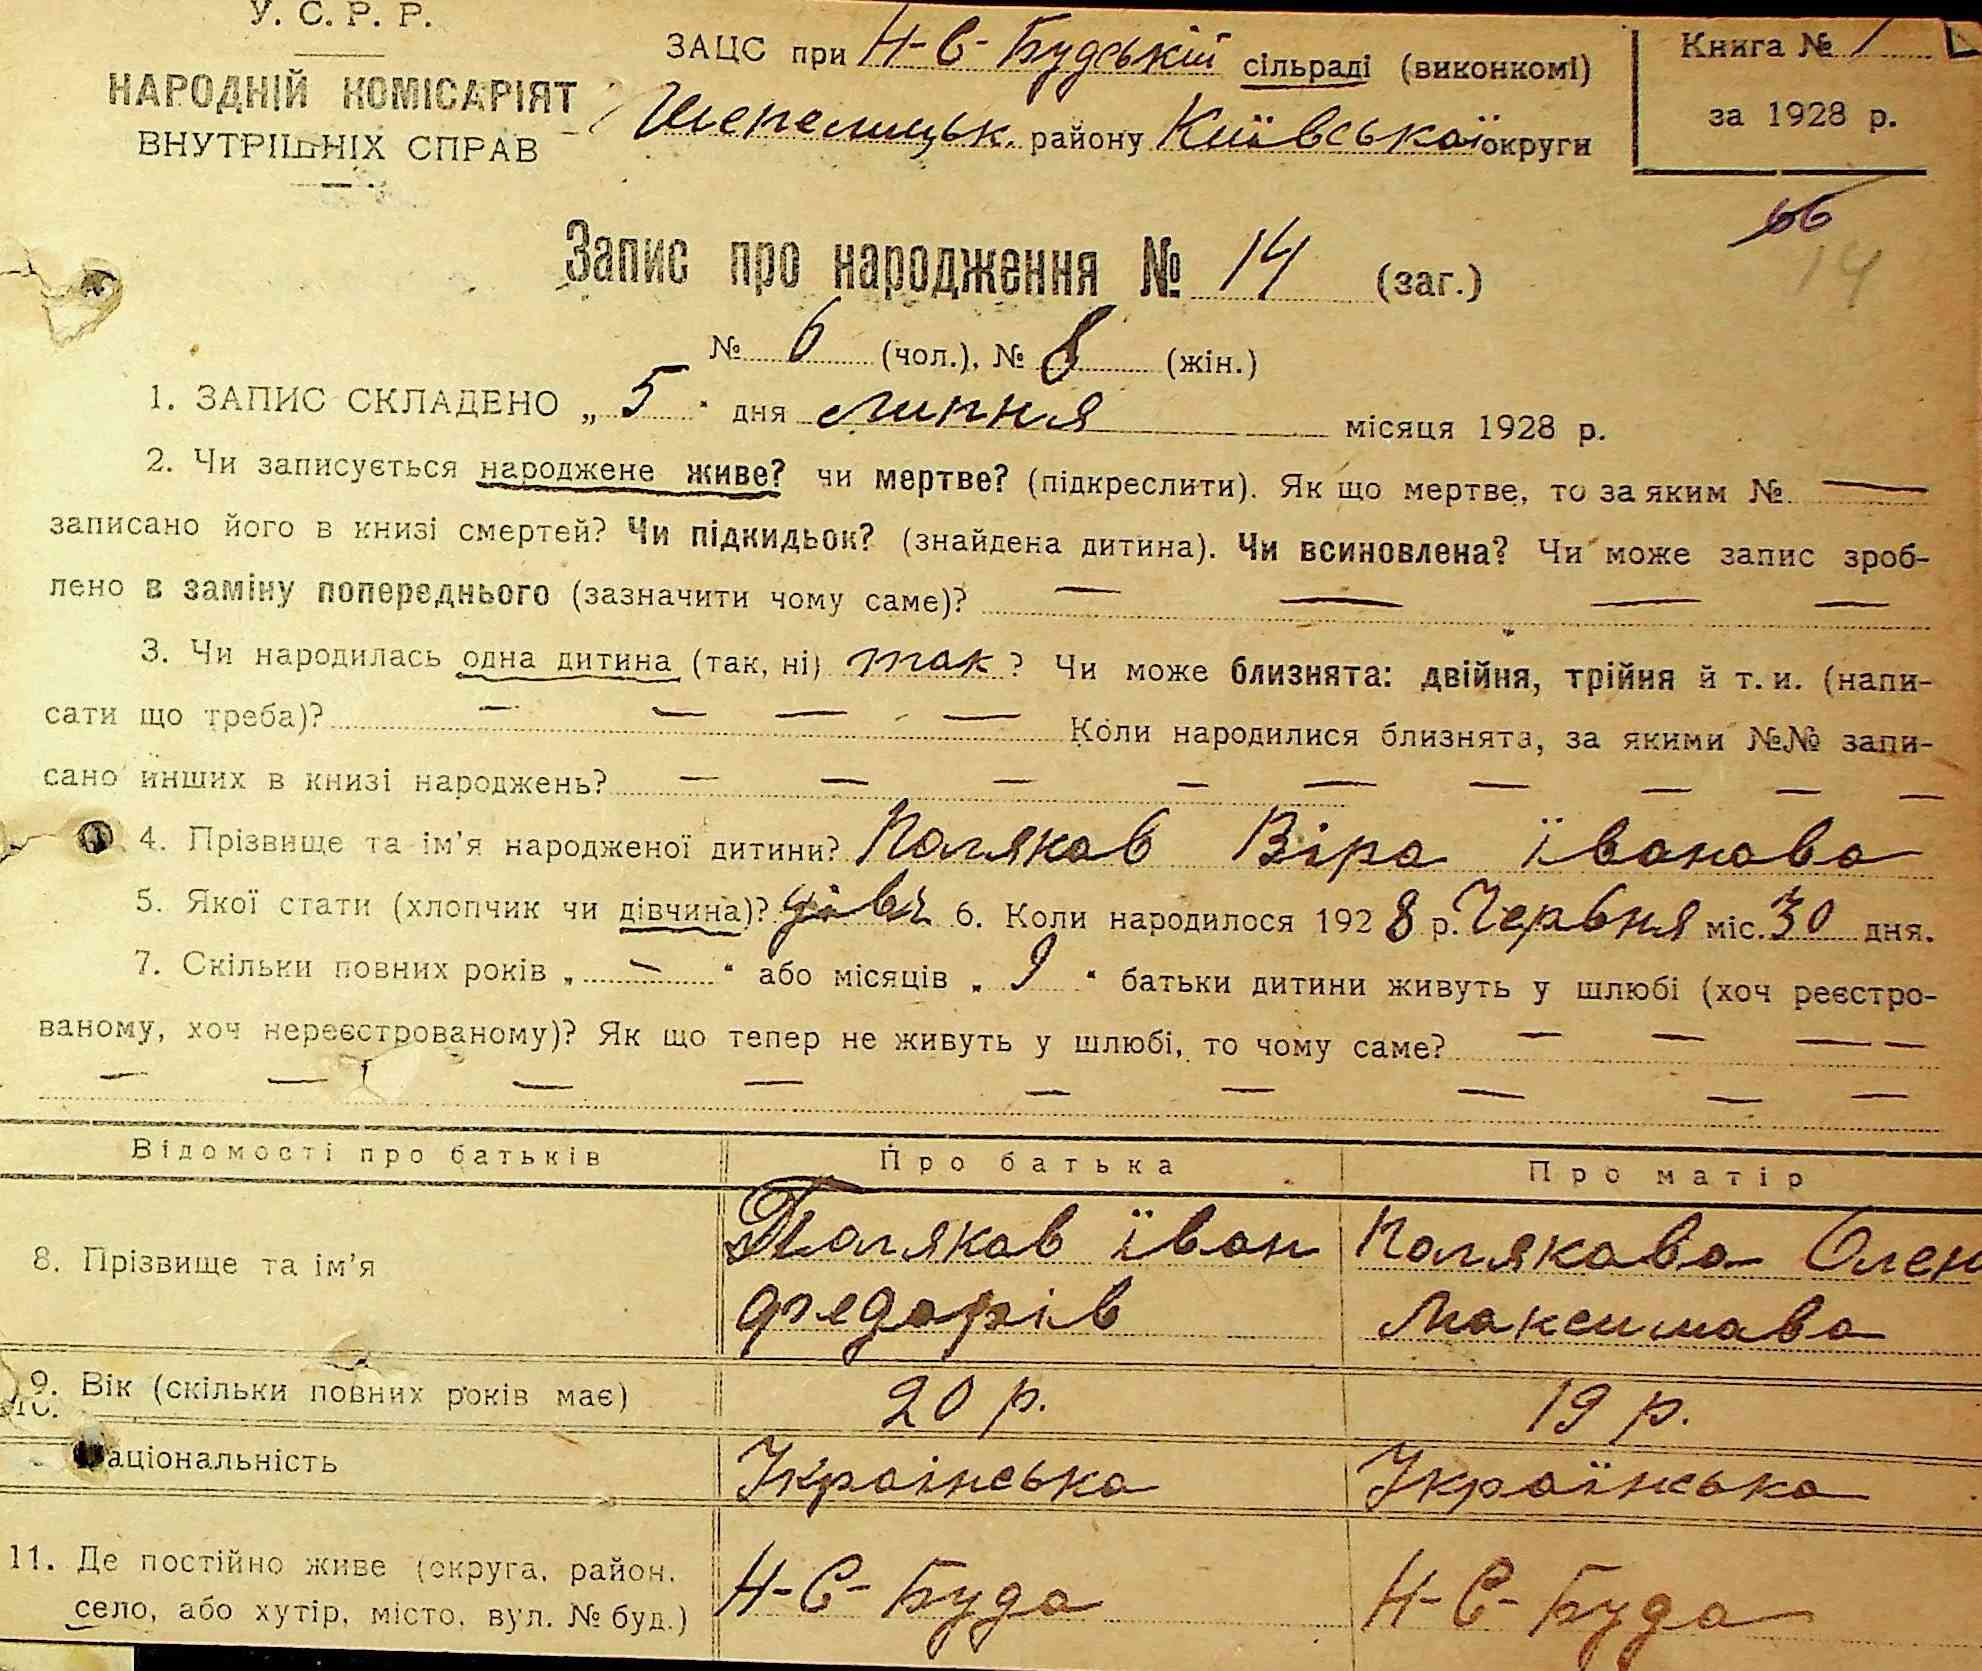 У. С. Р. Р.
НАРОДНІЙ КОМІСАРІЯТ
ВНУТРІШНІХ СПРАВ
ЗАЦС при Н-С-Будській сільраді (виконкомі)
Шепелицьк. району Київської округи
Книга № 1
за 1928 р.
66
14
Запис про народження № 14 (заг.)
№ 6 (чол.), № 8 (жін.)
1. ЗАПИС СКЛАДЕНО „ 5 " дня липня місяця 1928 р.
2. Чи записується народжене живе? чи мертве? (підкреслити). Як що мертве, то за яким № —
записано його в книзі смертей? Чи підкидьок? (знайдена дитина). Чи всиновлена? Чи може запис зроб-
лено в заміну попереднього (зазначити чому саме)? — — — —
3. Чи народилась одна дитина (так, ні) так ? Чи може близнята: двійня, трійня й т. и. (напи-
сати що треба)? — — — — Коли народилися близнята, за якими №№ запи-
сано инших в книзі народжень? — — — — — — — — —
4. Прізвище та ім'я народженої дитини? Поляков Віра Їванова
5. Якої стати (хлопчик чи дівчина)? дівч 6. Коли народилося 1928 р. Червня міс. 30 дня.
7. Скільки повних років „ — " або місяців „ 9 " батьки дитини живуть у шлюбі (хоч реєстро-
ваному, хоч нереєстрованому)? Як що тепер не живуть у шлюбі, то чому саме? — — — —
— — — — — — — — —
Відомості про батьків Про батька Про матір
8. Прізвище та ім'я Поляков Їван Полякова Олен
Федорів Максимова
9. Вік (скільки повних років має) 20 р. 19 р.
10.
аціональність Украінська Українська
11. Де постійно живе (округа, район,
село, або хутір, місто, вул. № буд.) Н-С-Буда Н-С-Буда